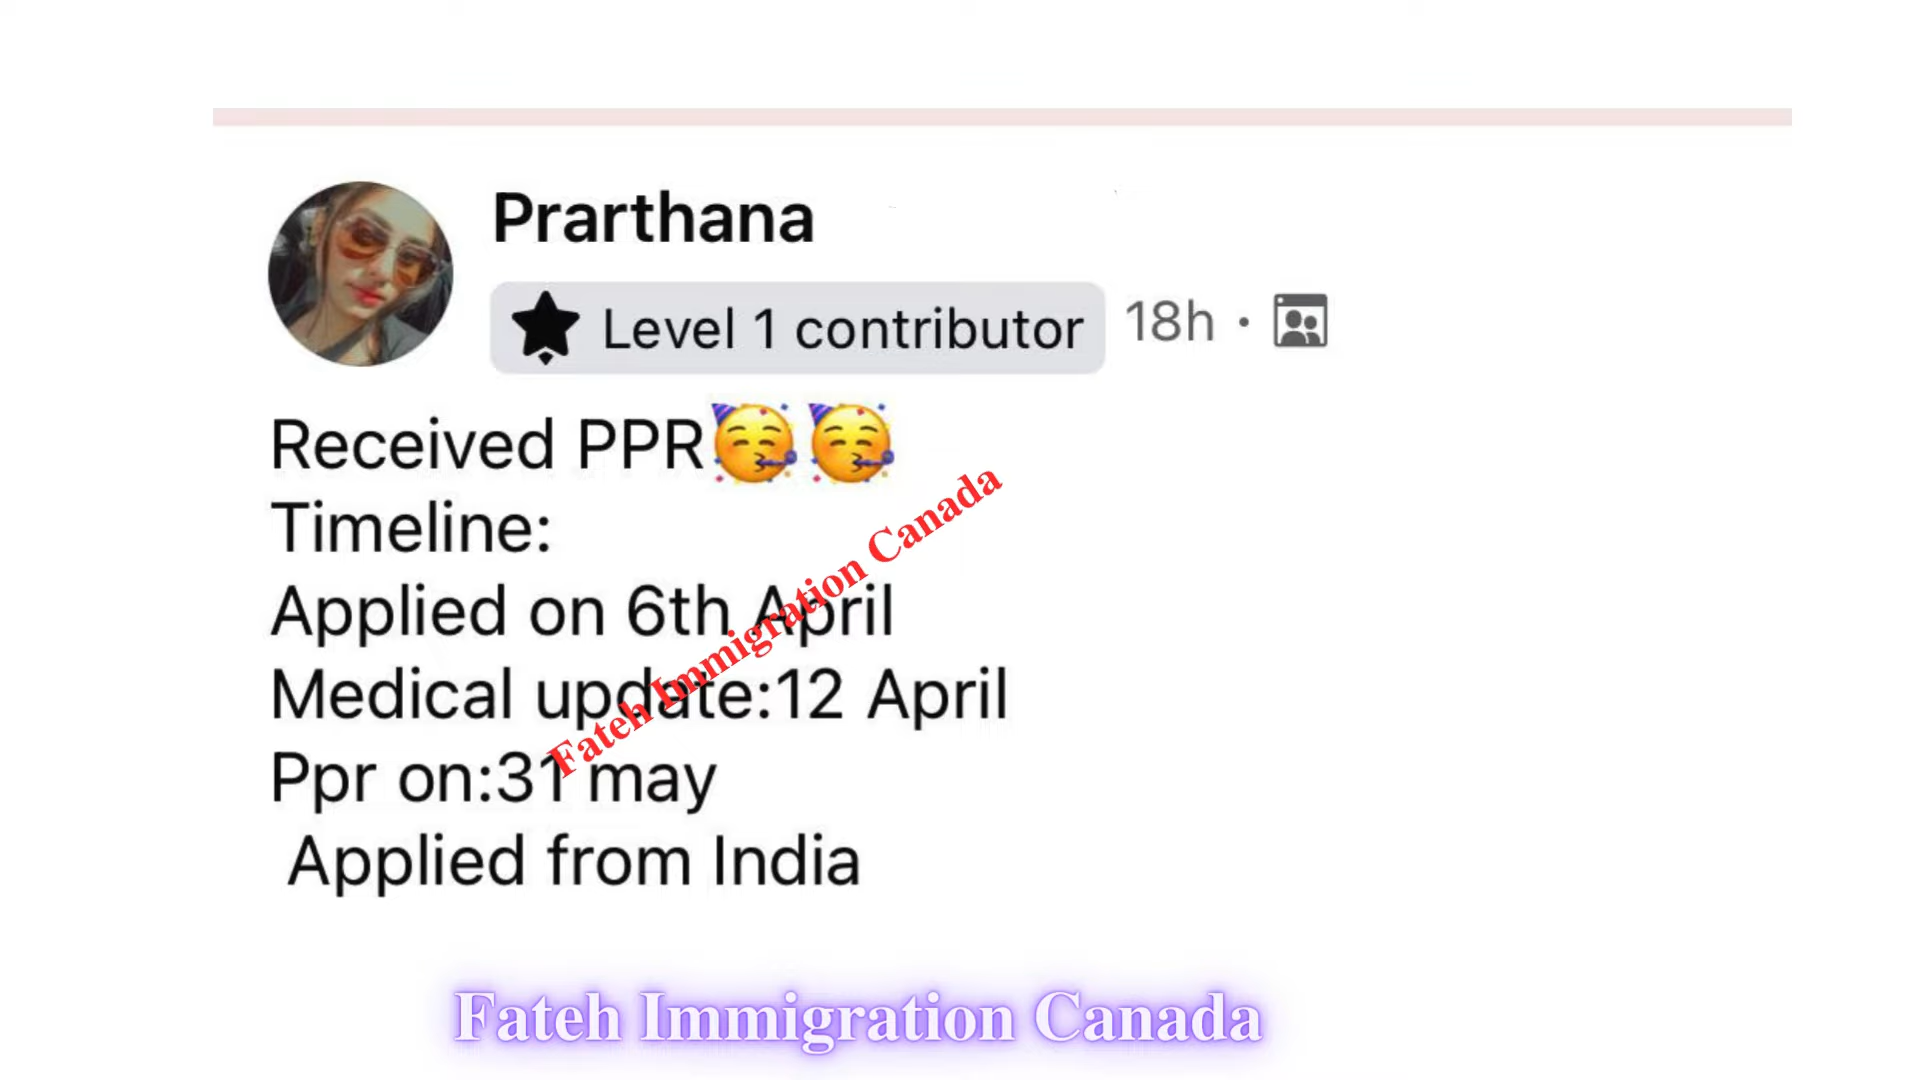 Prarthana
Level 1 contributor 18h ·
Received PPR🥳🥳
Timeline:
Applied on 6th April
Medical update:12 April
Ppr on:31 may
Applied from India
Fateh Immigration Canada
Fateh Immigration Canada